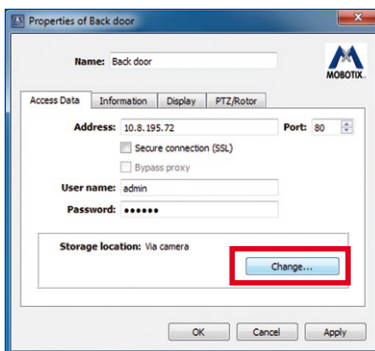 Properties of Back door
Name: Back door
MOBOTIX
Access Data Information Display PTZ/Rotor
Address: 10.8.195.72 Port: 80
Secure connection (SSL)
Bypass proxy
User name: admin
Password: ••••••
Storage location: Via camera
Change...
OK Cancel Apply